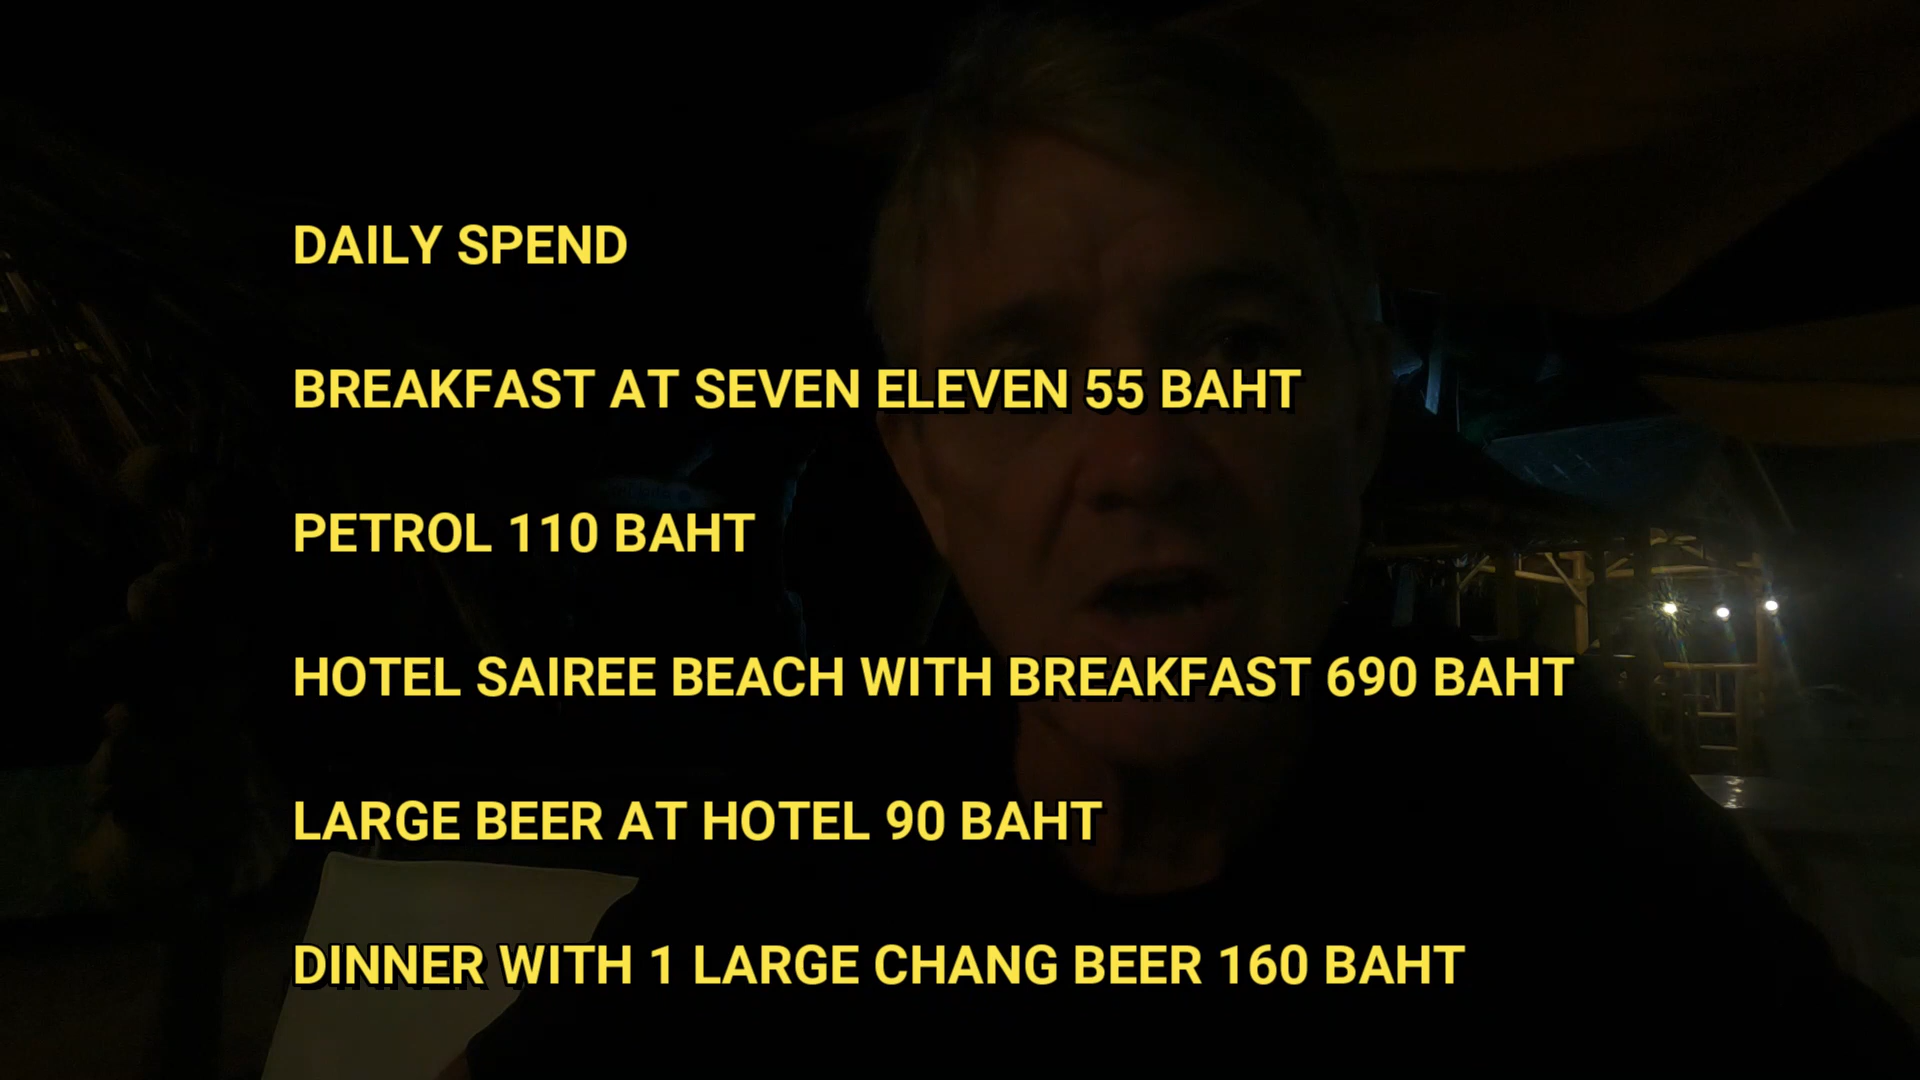 DAILY SPEND
BREAKFAST AT SEVEN ELEVEN 55 BAHT
PETROL 110 BAHT
HOTEL SAIREE BEACH WITH BREAKFAST 690 BAHT
LARGE BEER AT HOTEL 90 BAHT
DINNER WITH 1 LARGE CHANG BEER 160 BAHT